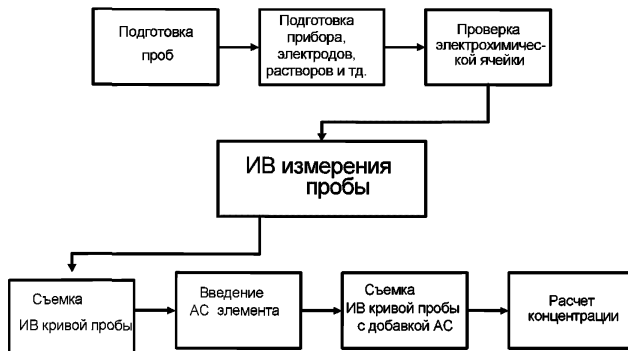 Подготовка
проб
Подготовка
прибора,
электродов,
растворов и тд.
Проверка
электрохимичес-
кой ячейки
ИВ измерения
пробы
Съемка
ИВ кривой пробы
Введение
АС элемента
Съемка
ИВ кривой пробы
с добавкой АС
Расчет
концентрации